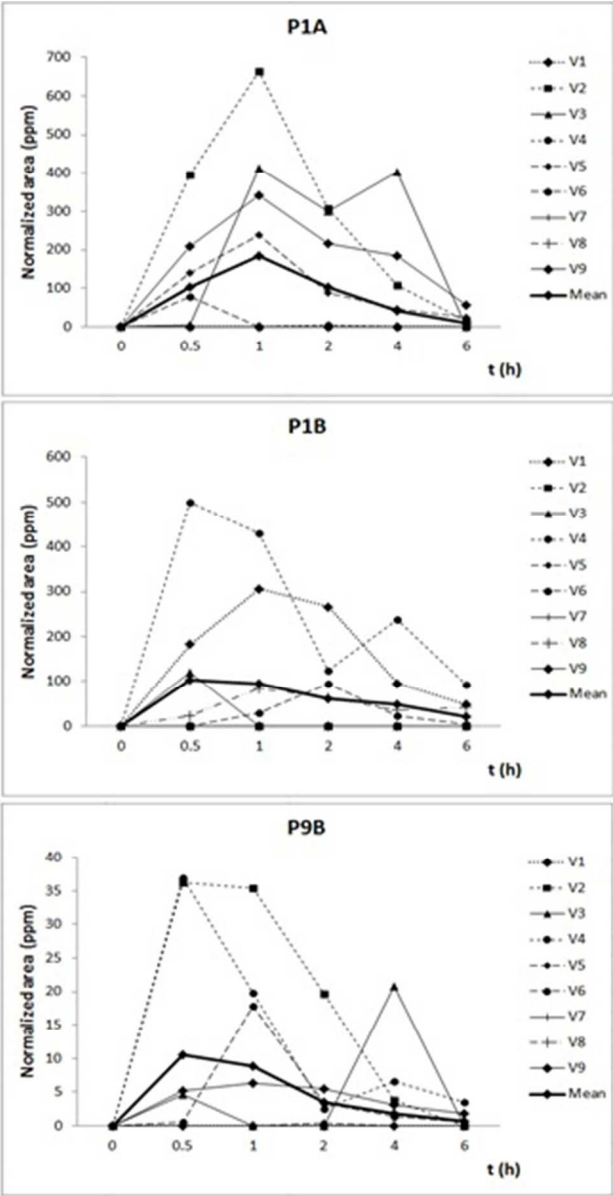 P1A
Normalized area (ppm)
700
600
500
400
300
200
100
0
0 0.5 1 2 4 6
t (h)
V1
V2
V3
V4
V5
V6
V7
V8
V9
Mean
P1B
Normalized area (ppm)
600
500
400
300
200
100
0
0 0.5 1 2 4 6
t (h)
V1
V2
V3
V4
V5
V6
V7
V8
V9
Mean
P9B
Normalized area (ppm)
40
35
30
25
20
15
10
5
0
0 0.5 1 2 4 6
t (h)
V1
V2
V3
V4
V5
V6
V7
V8
V9
Mean